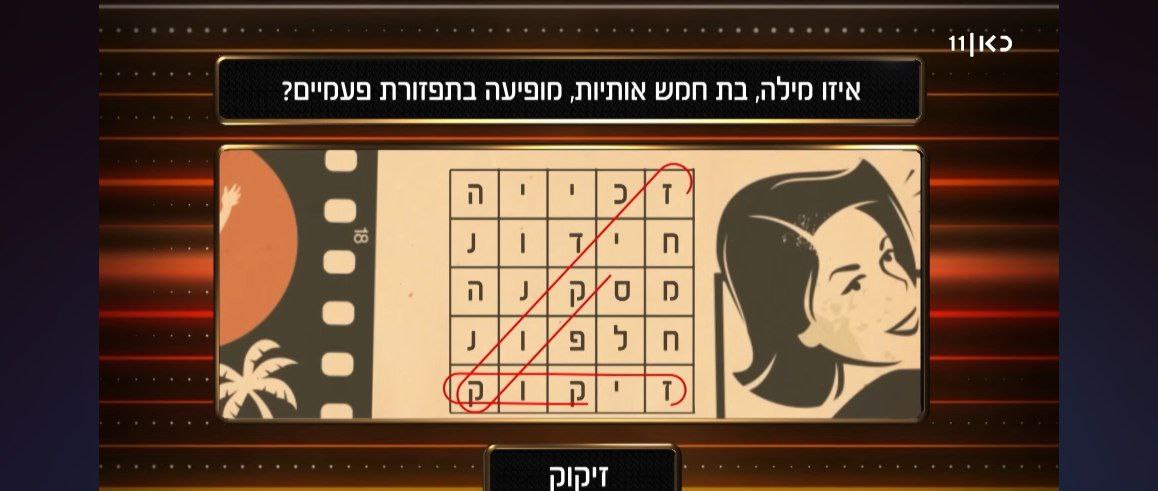 כאן|11
איזו מילה, בת חמש אותיות, מופיעה בתפזורת פעמיים?
ז כ י י ה
ח י ד ו נ
מ ס ק נ ה
ח ל פ ו נ
ז י ק ו ק
18
זיקוק